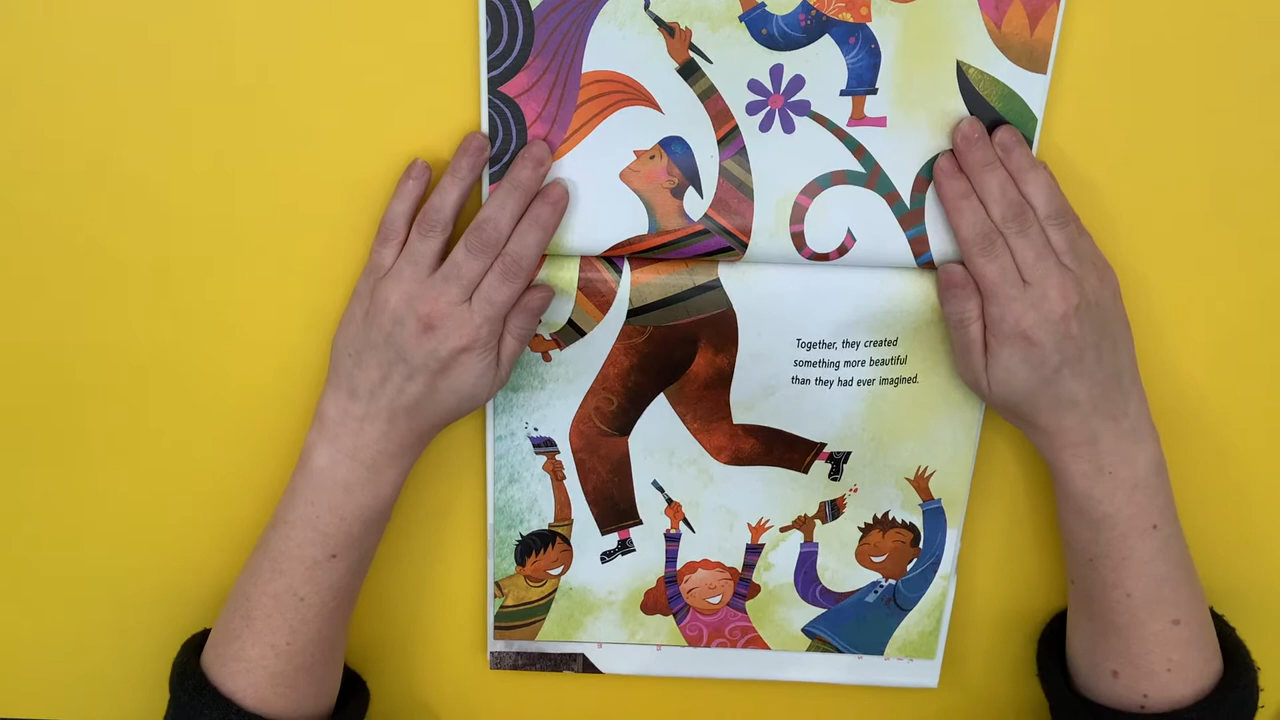 Together, they created
something more beautiful
than they had ever imagined.